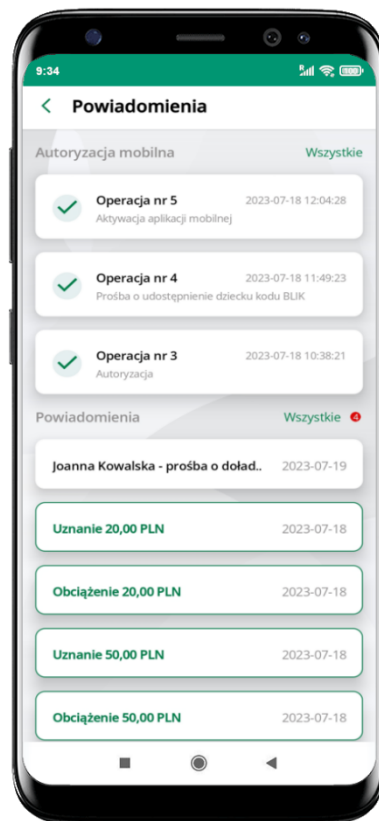 9:34
100
Powiadomienia
Autoryzacja mobilna Wszystkie
Operacja nr 5 2023-07-18 12:04:28
Aktywacja aplikacji mobilnej
Operacja nr 4 2023-07-18 11:49:23
Prośba o udostępnienie dziecku kodu BLIK
Operacja nr 3 2023-07-18 10:38:21
Autoryzacja
Powiadomienia Wszystkie 4
Joanna Kowalska - prośba o doład.. 2023-07-19
Uznanie 20,00 PLN 2023-07-18
Obciążenie 20,00 PLN 2023-07-18
Uznanie 50,00 PLN 2023-07-18
Obciążenie 50,00 PLN 2023-07-18